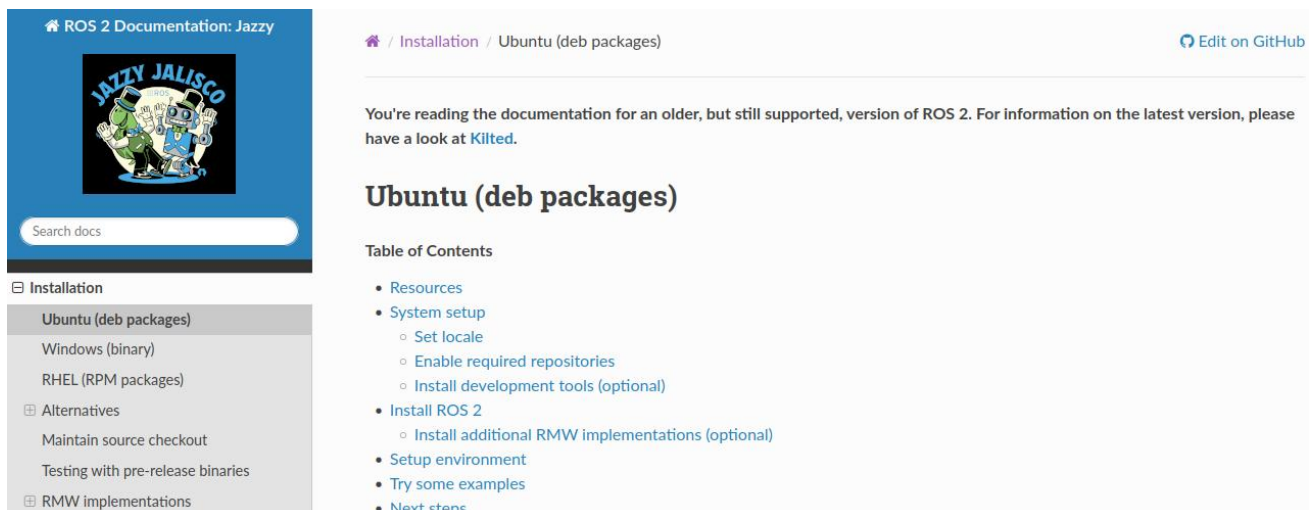 ROS 2 Documentation: Jazzy
JAZZY JALISCO
ROS
Search docs
Installation
Ubuntu (deb packages)
Windows (binary)
RHEL (RPM packages)
Alternatives
Maintain source checkout
Testing with pre-release binaries
RMW implementations
/ Installation / Ubuntu (deb packages)
Edit on GitHub
You're reading the documentation for an older, but still supported, version of ROS 2. For information on the latest version, please
have a look at Kilted.
Ubuntu (deb packages)
Table of Contents
• Resources
• System setup
○ Set locale
○ Enable required repositories
○ Install development tools (optional)
• Install ROS 2
○ Install additional RMW implementations (optional)
• Setup environment
• Try some examples
• Next steps